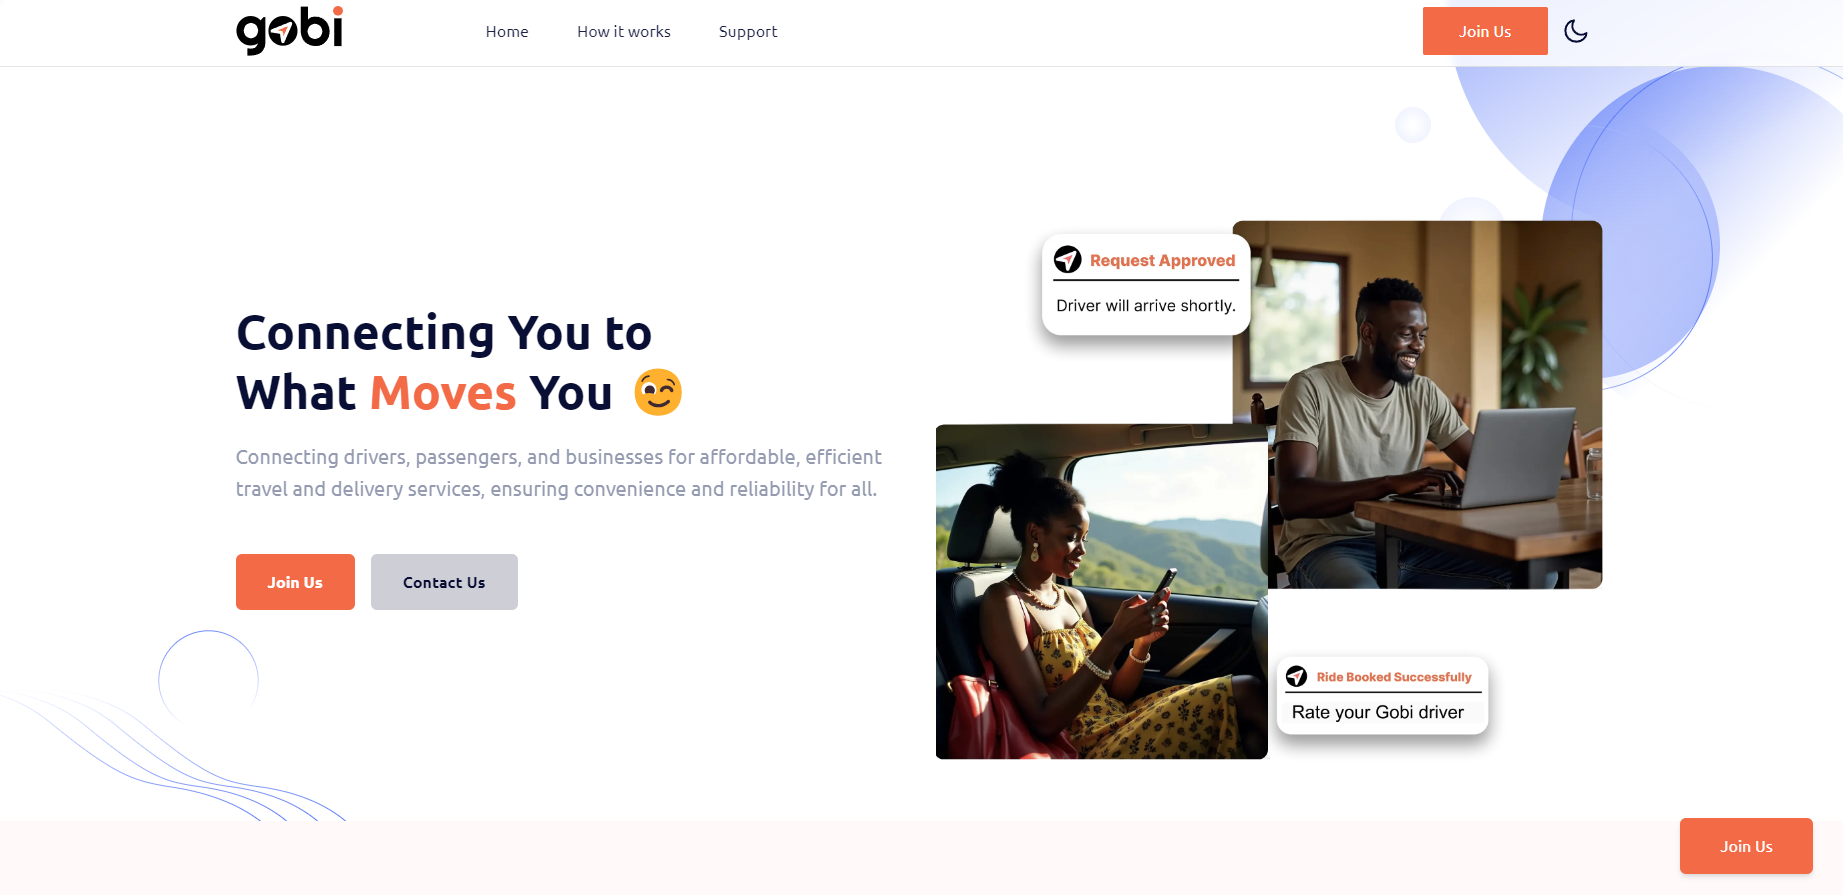 gobi
Home
How it works
Support
Join Us
Request Approved
Driver will arrive shortly.
Connecting You to
What Moves You 😉
Connecting drivers, passengers, and businesses for affordable, efficient
travel and delivery services, ensuring convenience and reliability for all.
Join Us
Contact Us
Ride Booked Successfully
Rate your Gobi driver
Join Us